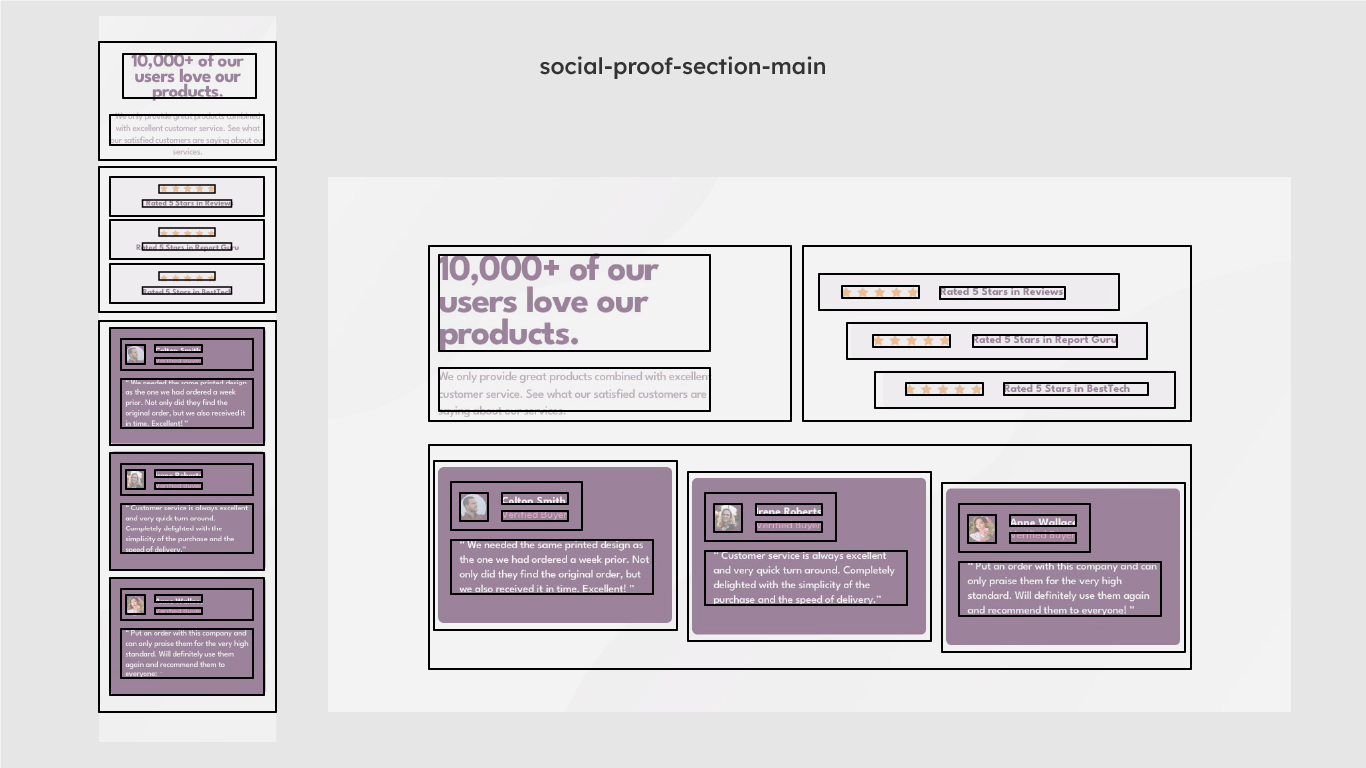 social-proof-section-main
10,000+ of our
users love our
products.
We only provide great products combined
with excellent customer service. See what
our satisfied customers are saying about our
services.
Rated 5 Stars in Reviews
Rated 5 Stars in Report Guru
Rated 5 Stars in BestTech
Colton Smith
Verified Buyer
“ We needed the same printed design
as the one we had ordered a week
prior. Not only did they find the
original order, but we also received it
in time. Excellent! ”
Irene Roberts
Verified Buyer
“ Customer service is always excellent
and very quick turn around.
Completely delighted with the
simplicity of the purchase and the
speed of delivery.”
Anne Wallace
Verified Buyer
“ Put an order with this company and
can only praise them for the very high
standard. Will definitely use them
again and recommend them to
everyone! ”
10,000+ of our
users love our
products.
We only provide great products combined with excellent
customer service. See what our satisfied customers are
saying about our services.
Rated 5 Stars in Reviews
Rated 5 Stars in Report Guru
Rated 5 Stars in BestTech
Colton Smith
Verified Buyer
“ We needed the same printed design as
the one we had ordered a week prior. Not
only did they find the original order, but
we also received it in time. Excellent! ”
Irene Roberts
Verified Buyer
“ Customer service is always excellent
and very quick turn around. Completely
delighted with the simplicity of the
purchase and the speed of delivery.”
Anne Wallace
Verified Buyer
“ Put an order with this company and can
only praise them for the very high
standard. Will definitely use them again
and recommend them to everyone! ”